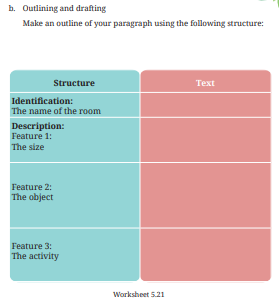 b. Outlining and drafting
Make an outline of your paragraph using the following structure:
Structure
Text
Identification:
The name of the room
Description:
Feature 1:
The size
Feature 2:
The object
Feature 3:
The activity
Worksheet 5.21